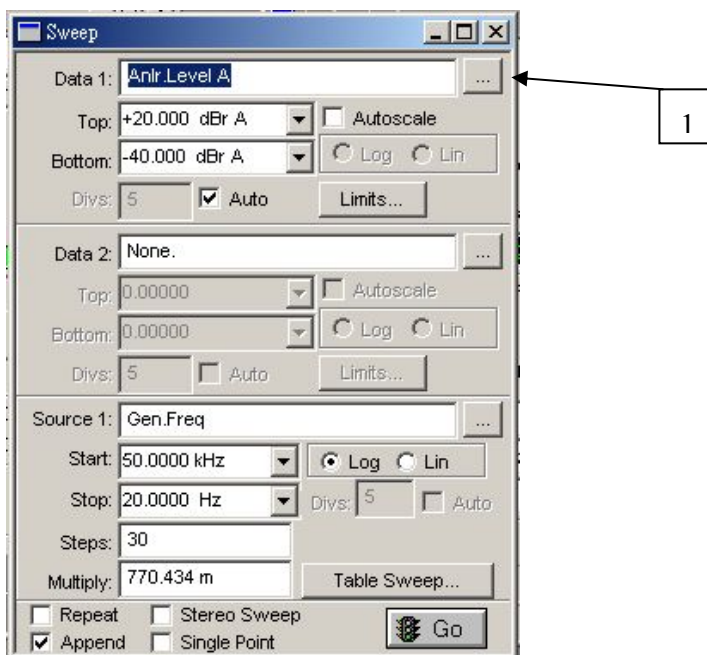 Sweep
Data 1: Anlr.Level A ...
1
Top: +20.000 dBr A Autoscale
Bottom: -40.000 dBr A Log Lin
Divs: 5 Auto Limits...
Data 2: None. ...
Top: 0.00000 Autoscale
Bottom: 0.00000 Log Lin
Divs: 5 Auto Limits...
Source 1: Gen.Freq ...
Start: 50.0000 kHz Log Lin
Stop: 20.0000 Hz Divs: 5 Auto
Steps: 30
Multiply: 770.434 m Table Sweep...
Repeat Stereo Sweep
Append Single Point Go